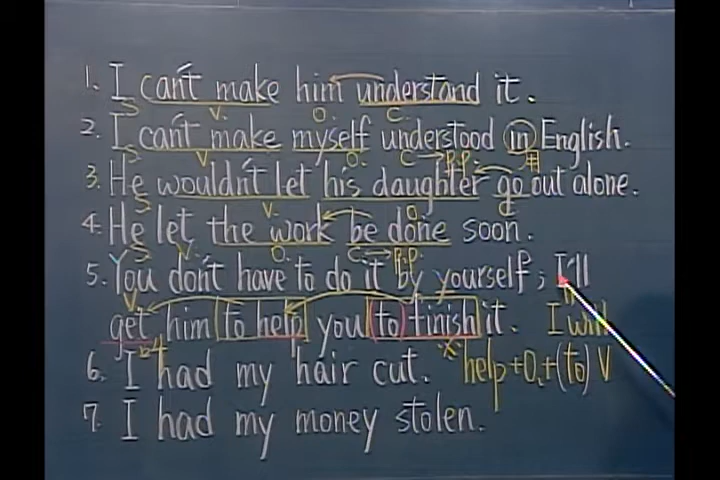 1. I can't make him understand it.
S V. O. C.
2. I can't make myself understood in English.
S V O. C → P.P. 用
3. He wouldn't let his daughter go out alone.
S V. O. C
4. He let the work be done soon.
S V. O. C → P.P.
5. You don't have to do it by yourself; I'll
V
get him to help you to finish it. I will
"X" help + O. + (to) V
6. I had my hair cut.
7. I had my money stolen.